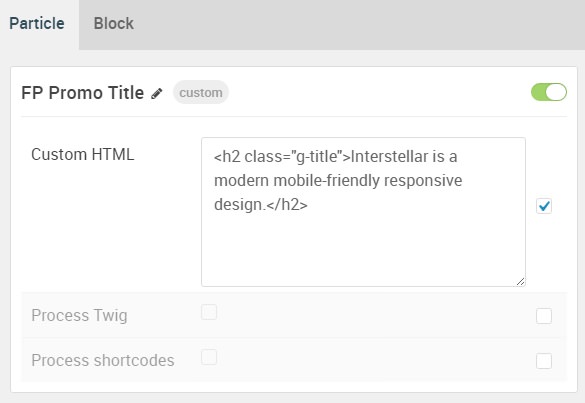 Particle Block
FP Promo Title custom
Custom HTML
<h2 class="g-title">Interstellar is a
modern mobile-friendly responsive
design.</h2>
Process Twig
Process shortcodes